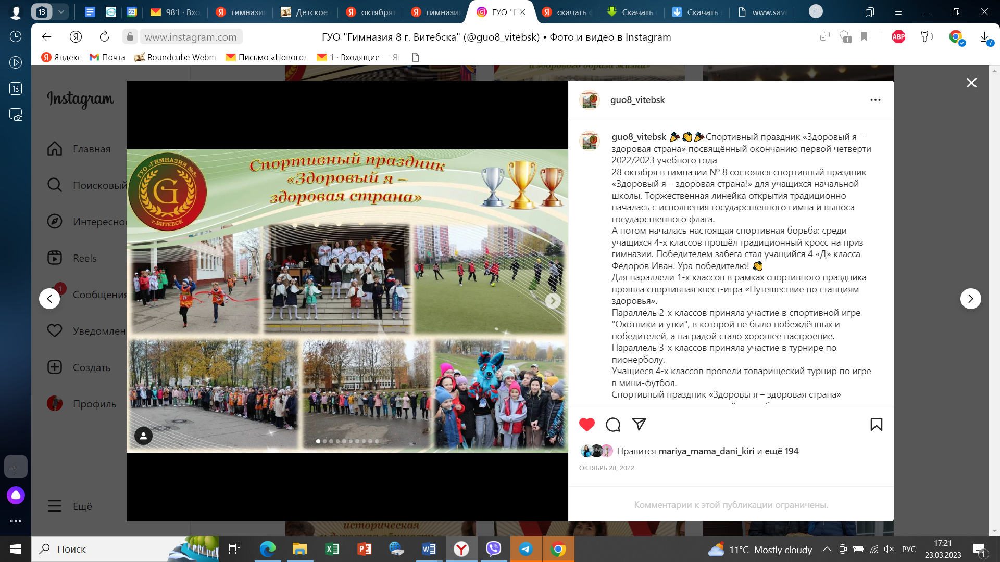 13
981 · Вхо
гимназия
Детское
октябрят
гимназия
ГУО "Г
скачать
Скачать
Скачать
www.save
www.instagram.com
ГУО "Гимназия 8 г. Витебска" (@guo8_vitebsk) • Фото и видео в Instagram
1
ABP
7
Яндекс
Почта
Roundcube Webm
Письмо «Новогод
1 · Входящие — Я
13
и здорового образа жизни»
Instagram
Главная
Поисковый
Интересное
Reels
1
Сообщения
Уведомлен
Создать
Профиль
Ещё
ГУО «ГИМНАЗИЯ №8»
G
г.ВИТЕБСК
Спортивный праздник
«Здоровый я –
здоровая страна»
guo8_vitebsk
guo8_vitebsk 🎉👏🎉Спортивный праздник «Здоровый я –
здоровая страна» посвящённый окончанию первой четверти
2022/2023 учебного года
28 октября в гимназии № 8 состоялся спортивный праздник
«Здоровый я – здоровая страна!» для учащихся начальной
школы. Торжественная линейка открытия традиционно
началась с исполнения государственного гимна и выноса
государственного флага.
А потом началась настоящая спортивная борьба: среди
учащихся 4-х классов прошёл традиционный кросс на приз
гимназии. Победителем забега стал учащийся 4 «Д» класса
Федоров Иван. Ура победителю! 👏
Для параллели 1-х классов в рамках спортивного праздника
прошла спортивная квест-игра «Путешествие по станциям
здоровья».
Параллель 2-х классов приняла участие в спортивной игре
"Охотники и утки", в которой не было побеждённых и
победителей, а наградой стало хорошее настроение.
Параллель 3-х классов приняла участие в турнире по
пионерболу.
Учащиеся 4-х классов провели товарищеский турнир по игре
в мини-футбол.
Спортивный праздник «Здоровы я – здоровая страна»
Нравится mariya_mama_dani_kiri и ещё 194
ОКТЯБРЬ 28, 2022
Комментарии к этой публикации ограничены.
историческая
Поиск
11°C Mostly cloudy
РУС
17:21
23.03.2023
1